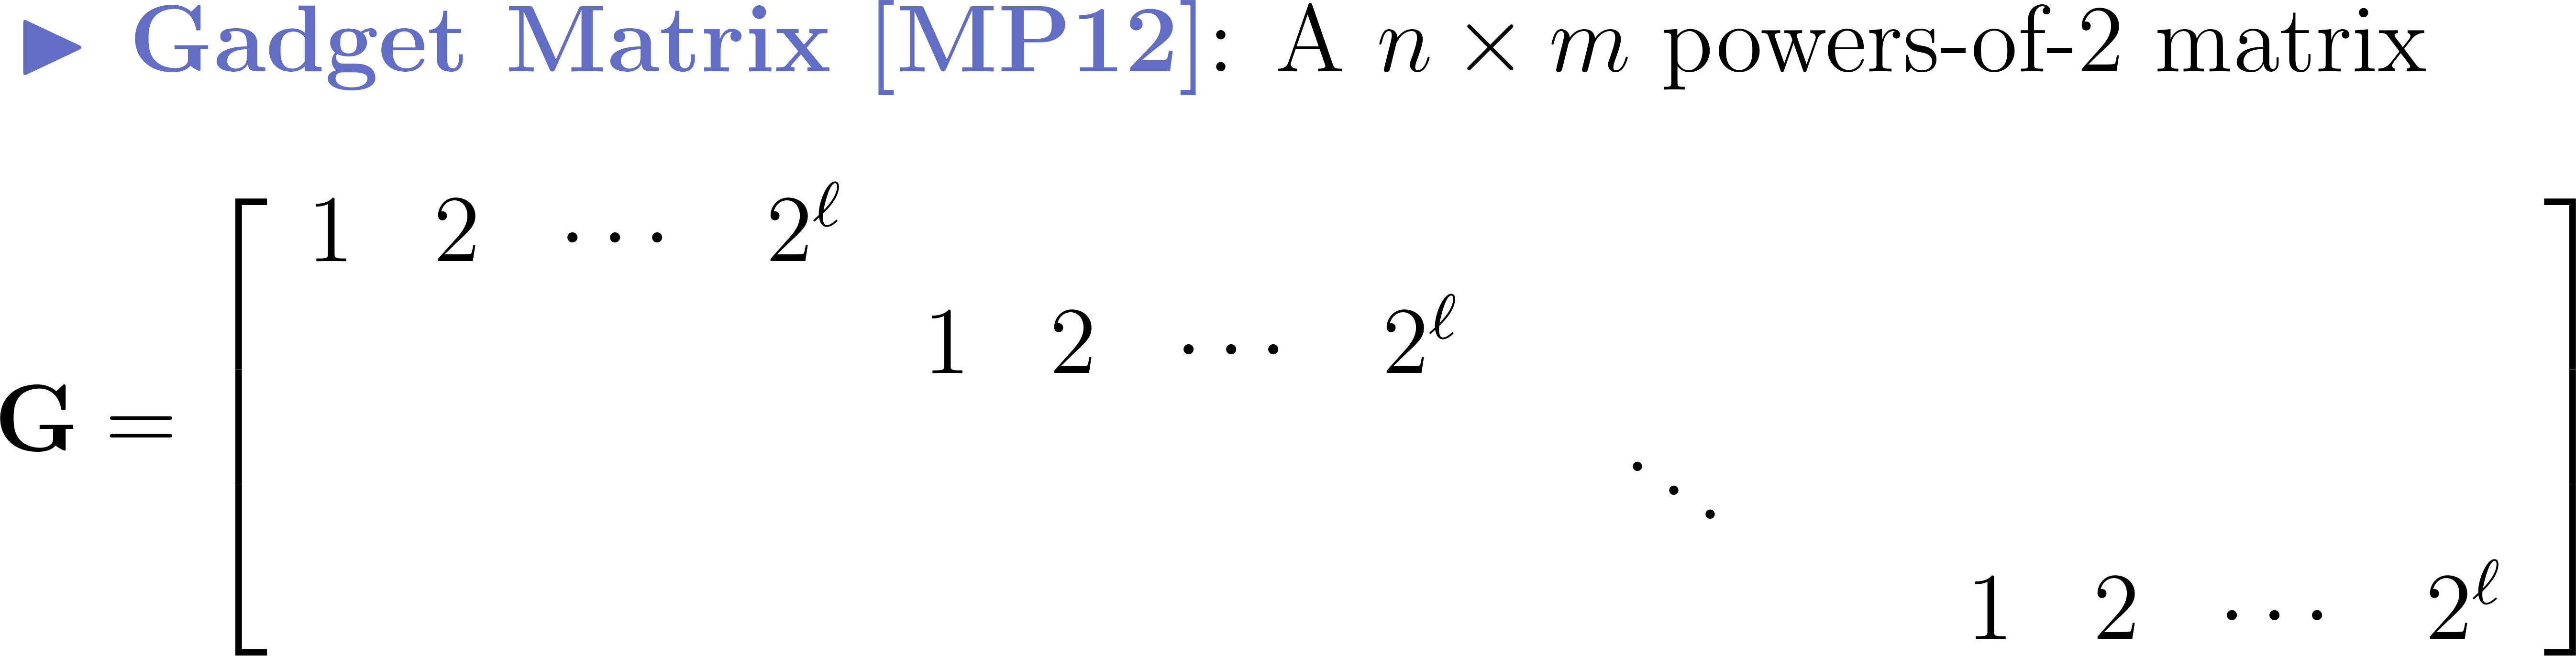 ▶ Gadget Matrix [MP12]: A n × m powers-of-2 matrix
1 2 ⋯ 2^ℓ
1 2 ⋯ 2^ℓ
G =
⋱
1 2 ⋯ 2^ℓ